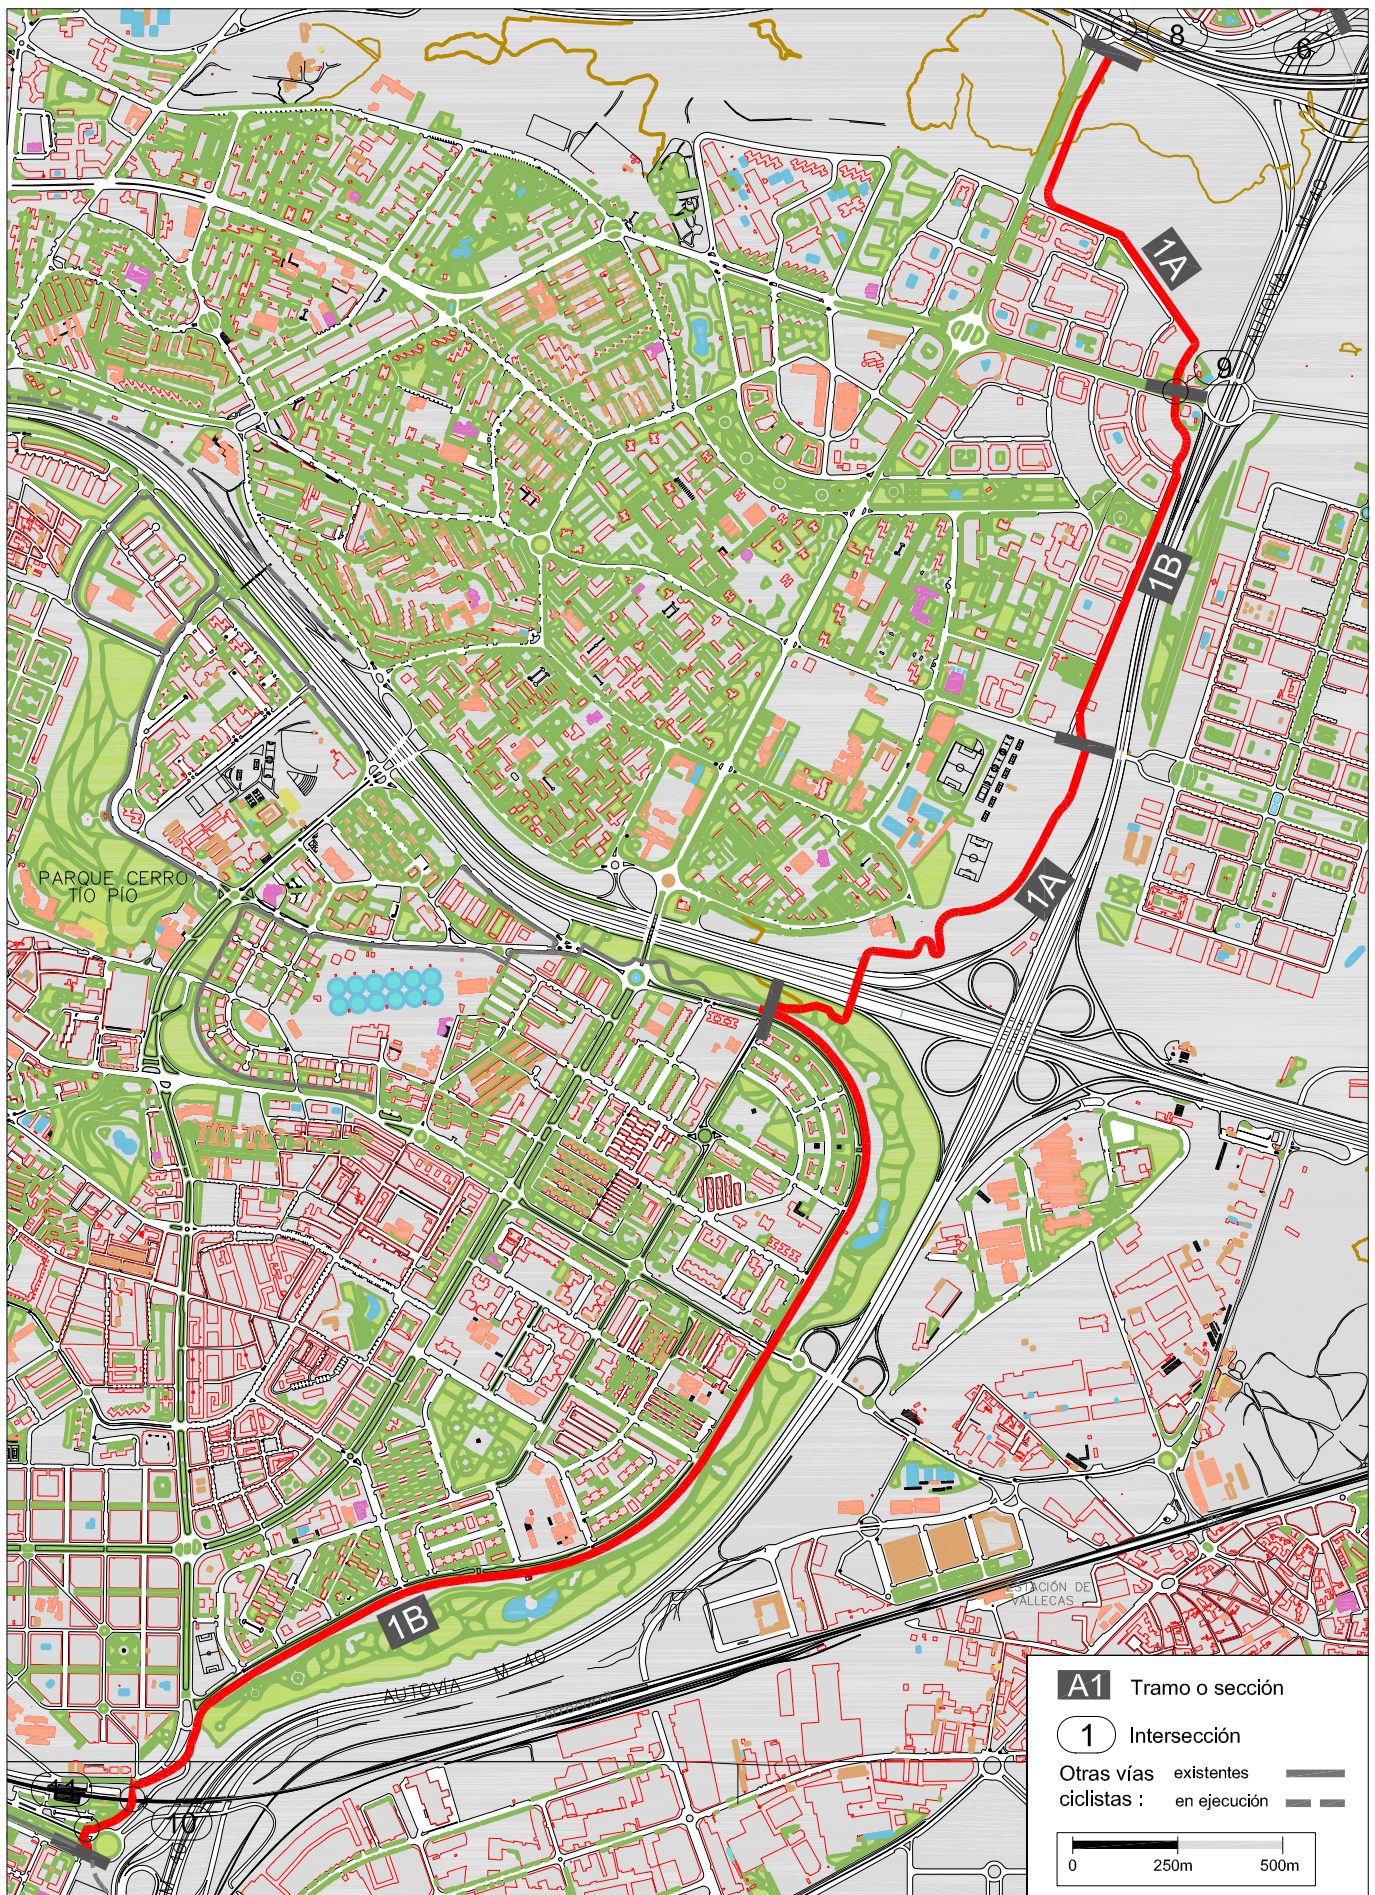 8
6
1A
AUTOVÍA M-40
9
1B
1A
PARQUE CERRO
TÍO PÍO
1B
ESTACIÓN DE
VALLECAS
AUTOVÍA M-40
11
10
A1 Tramo o sección
1 Intersección
Otras vías existentes
ciclistas : en ejecución
0 250m 500m